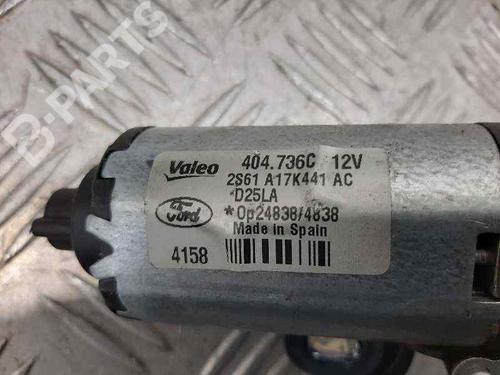 B-PARTS
Valeo 404.736C 12V
2S61 A17K441 AC
*D25LA
Ford *Op24838/4838
Made in Spain
4158